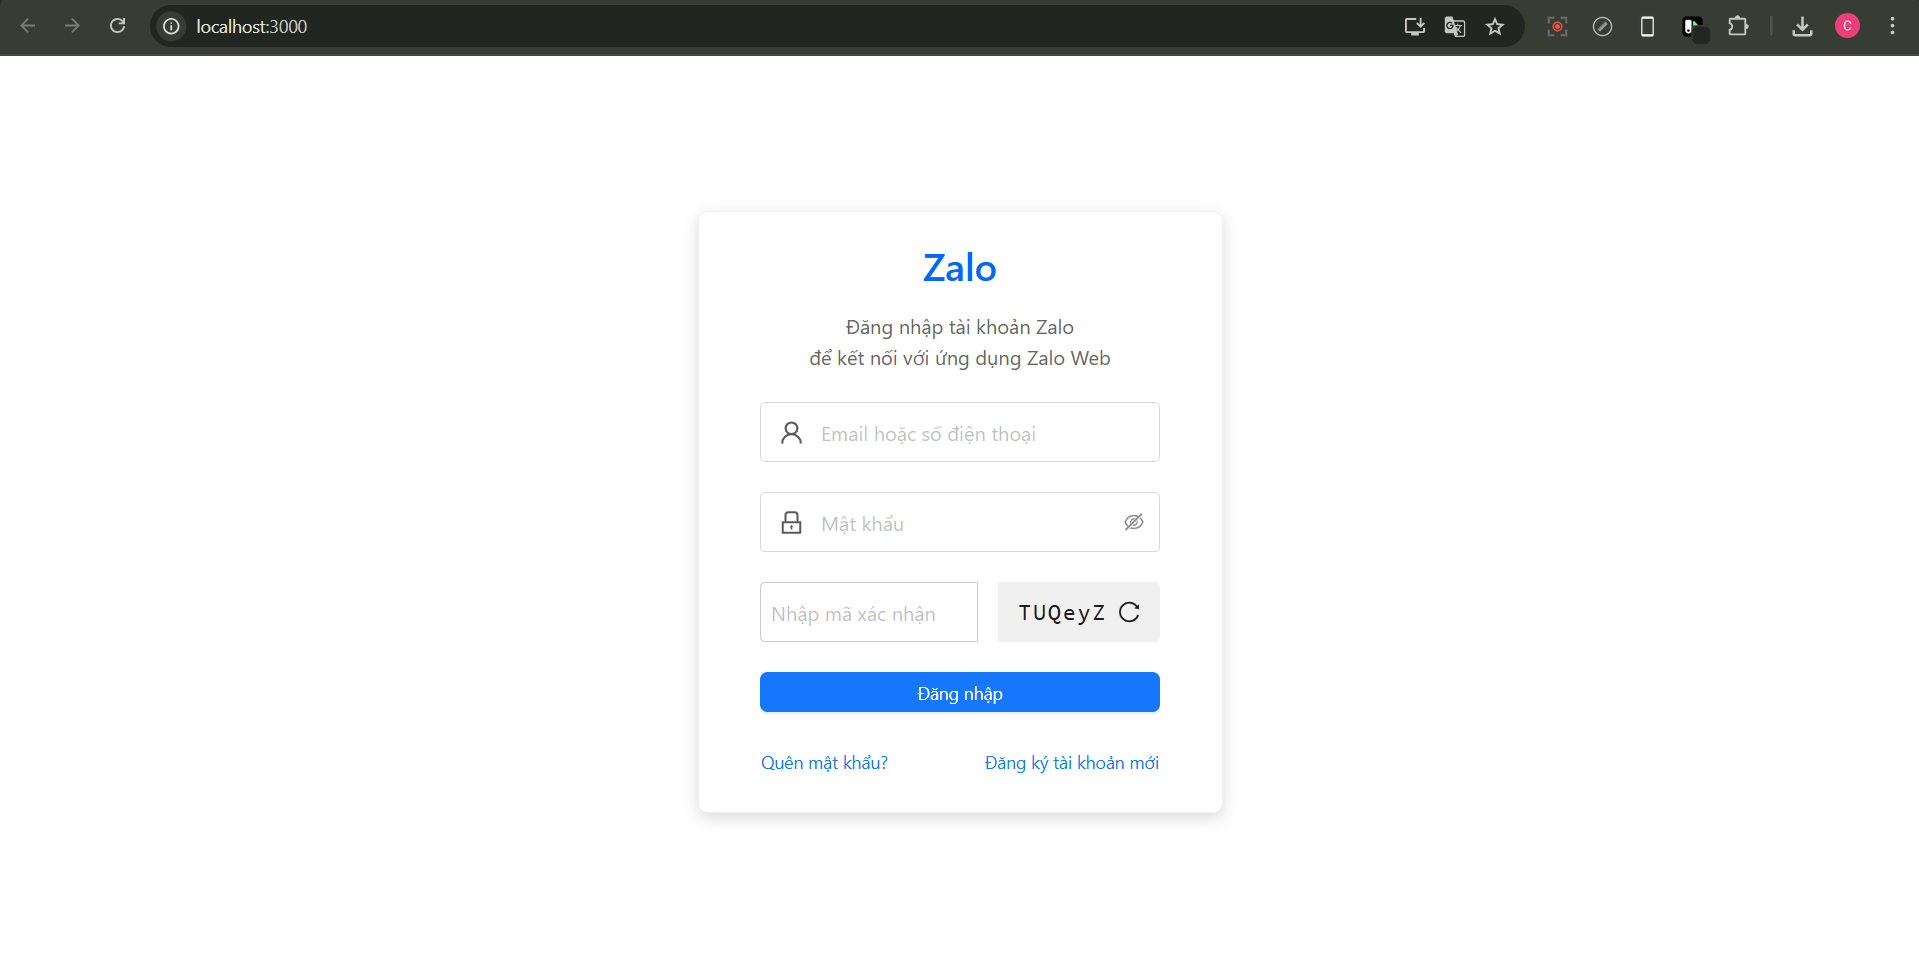 localhost:3000
C
Zalo
Đăng nhập tài khoản Zalo
để kết nối với ứng dụng Zalo Web
Email hoặc số điện thoại
Mật khẩu
Nhập mã xác nhận
TUQeyZ
Đăng nhập
Quên mật khẩu?
Đăng ký tài khoản mới